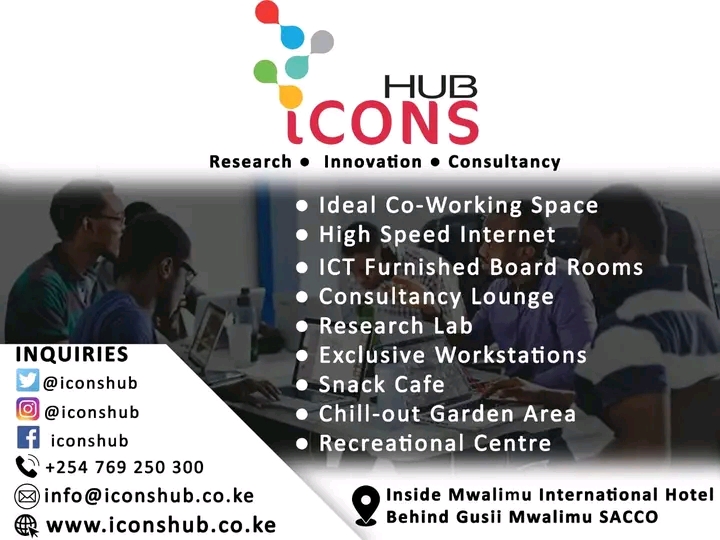 HUB
iCONS
Research ● Innovation ● Consultancy
● Ideal Co-Working Space
● High Speed Internet
● ICT Furnished Board Rooms
● Consultancy Lounge
● Research Lab
● Exclusive Workstations
● Snack Cafe
● Chill-out Garden Area
● Recreational Centre
INQUIRIES
@iconshub
@iconshub
iconshub
+254 769 250 300
info@iconshub.co.ke
www.iconshub.co.ke
Inside Mwalimu International Hotel
Behind Gusii Mwalimu SACCO